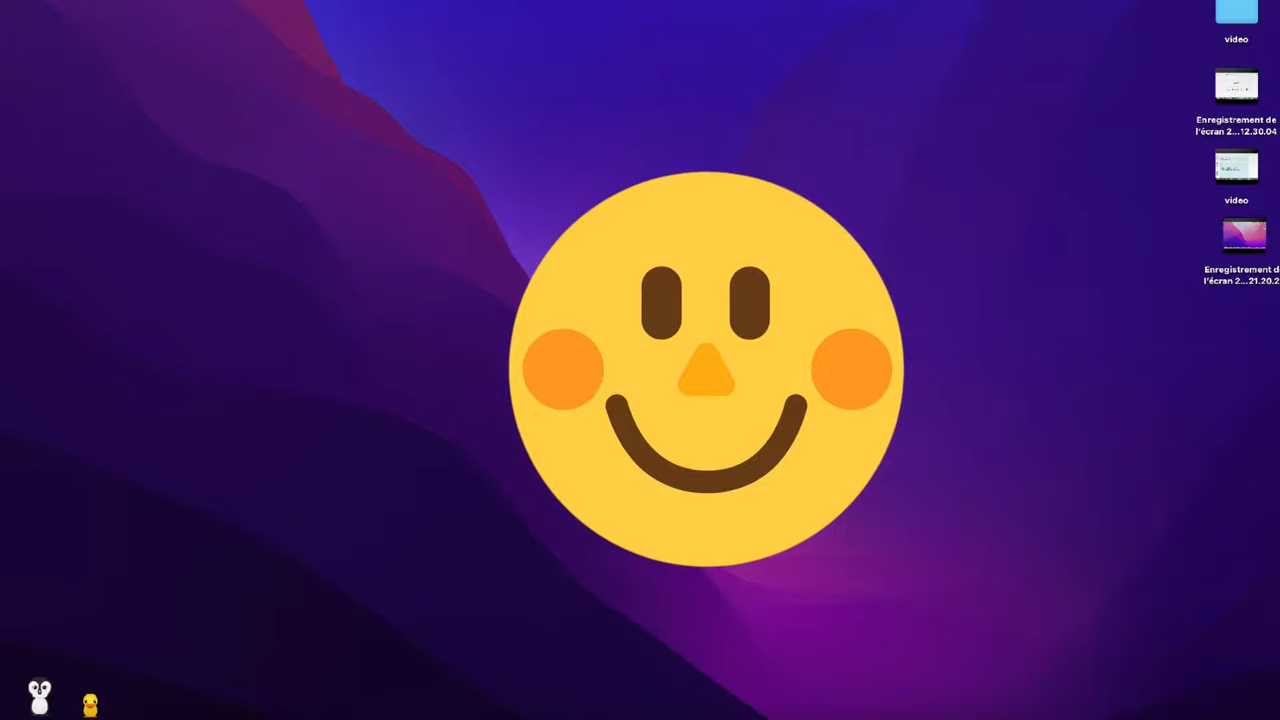 video
Enregistrement de
l'écran 2...12.30.04
video
Enregistrement d
l'écran 2...21.20.2